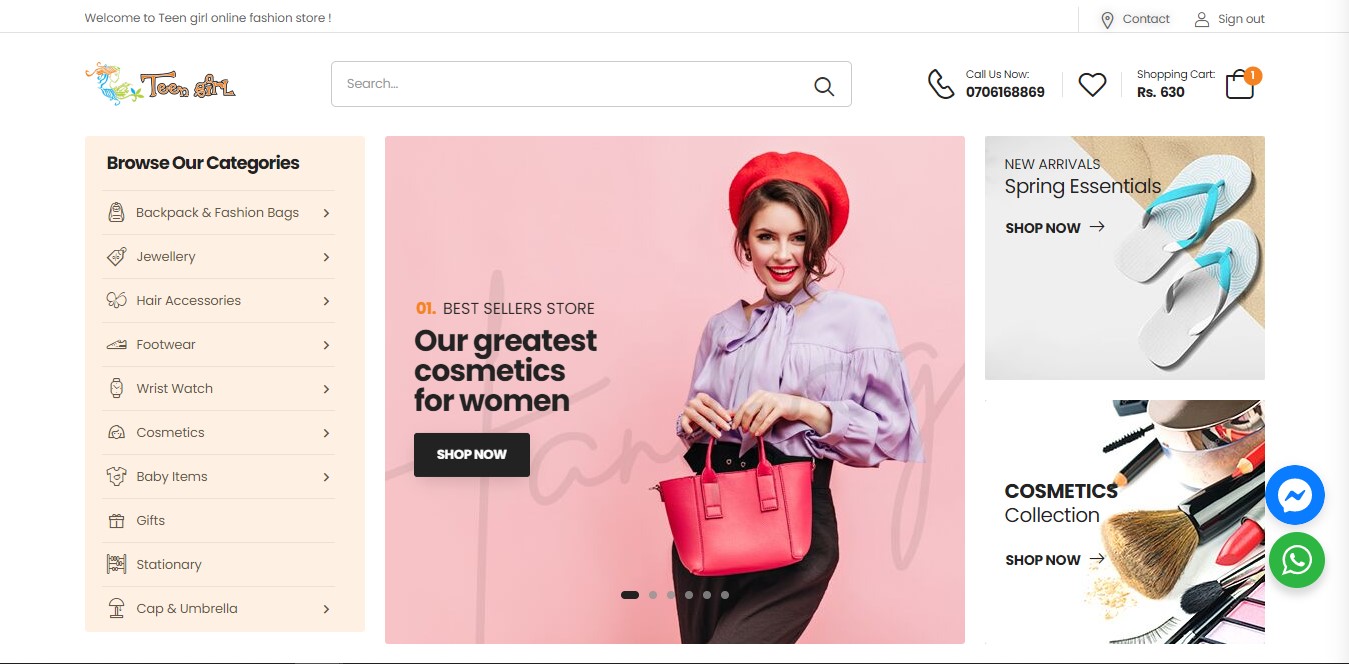 Welcome to Teen girl online fashion store !
Contact
Sign out
Teen girl
Search...
Call Us Now:
0706168869
Shopping Cart:
Rs. 630
1
Browse Our Categories
Backpack & Fashion Bags
Jewellery
Hair Accessories
Footwear
Wrist Watch
Cosmetics
Baby Items
Gifts
Stationary
Cap & Umbrella
01. BEST SELLERS STORE
Our greatest
cosmetics
for women
SHOP NOW
NEW ARRIVALS
Spring Essentials
SHOP NOW
COSMETICS
Collection
SHOP NOW